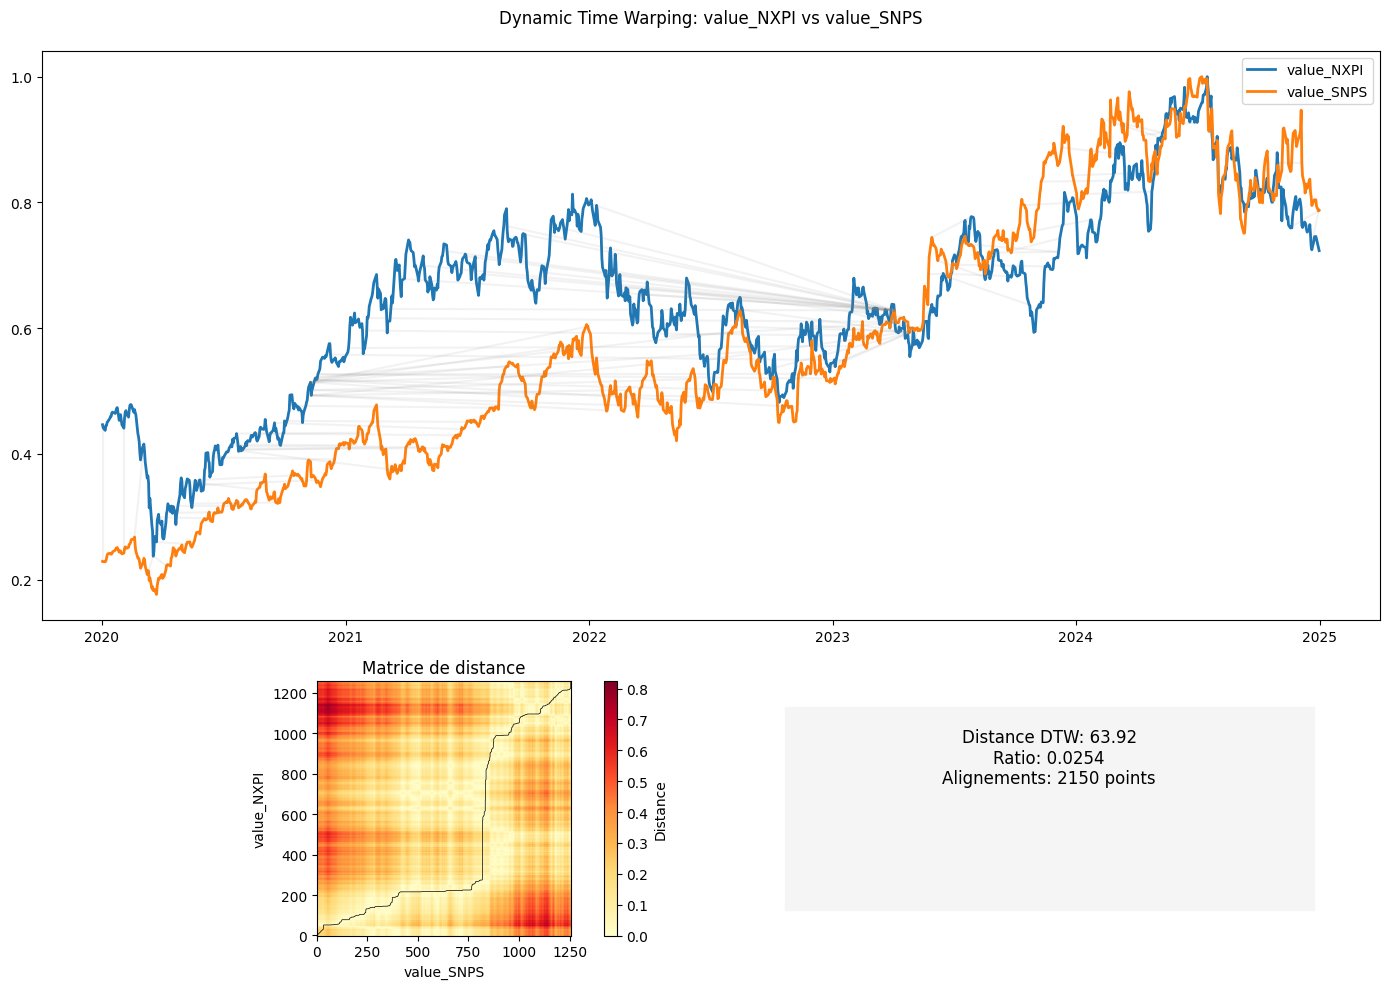 Dynamic Time Warping: value_NXPI vs value_SNPS
value_NXPI
value_SNPS
1.0
0.8
0.6
0.4
0.2
2020 2021 2022 2023 2024 2025
Matrice de distance
value_NXPI
1200
1000
800
600
400
200
0
0 250 500 750 1000 1250
value_SNPS
0.8
0.7
0.6
0.5
0.4
0.3
0.2
0.1
0.0
Distance
Distance DTW: 63.92
Ratio: 0.0254
Alignements: 2150 points